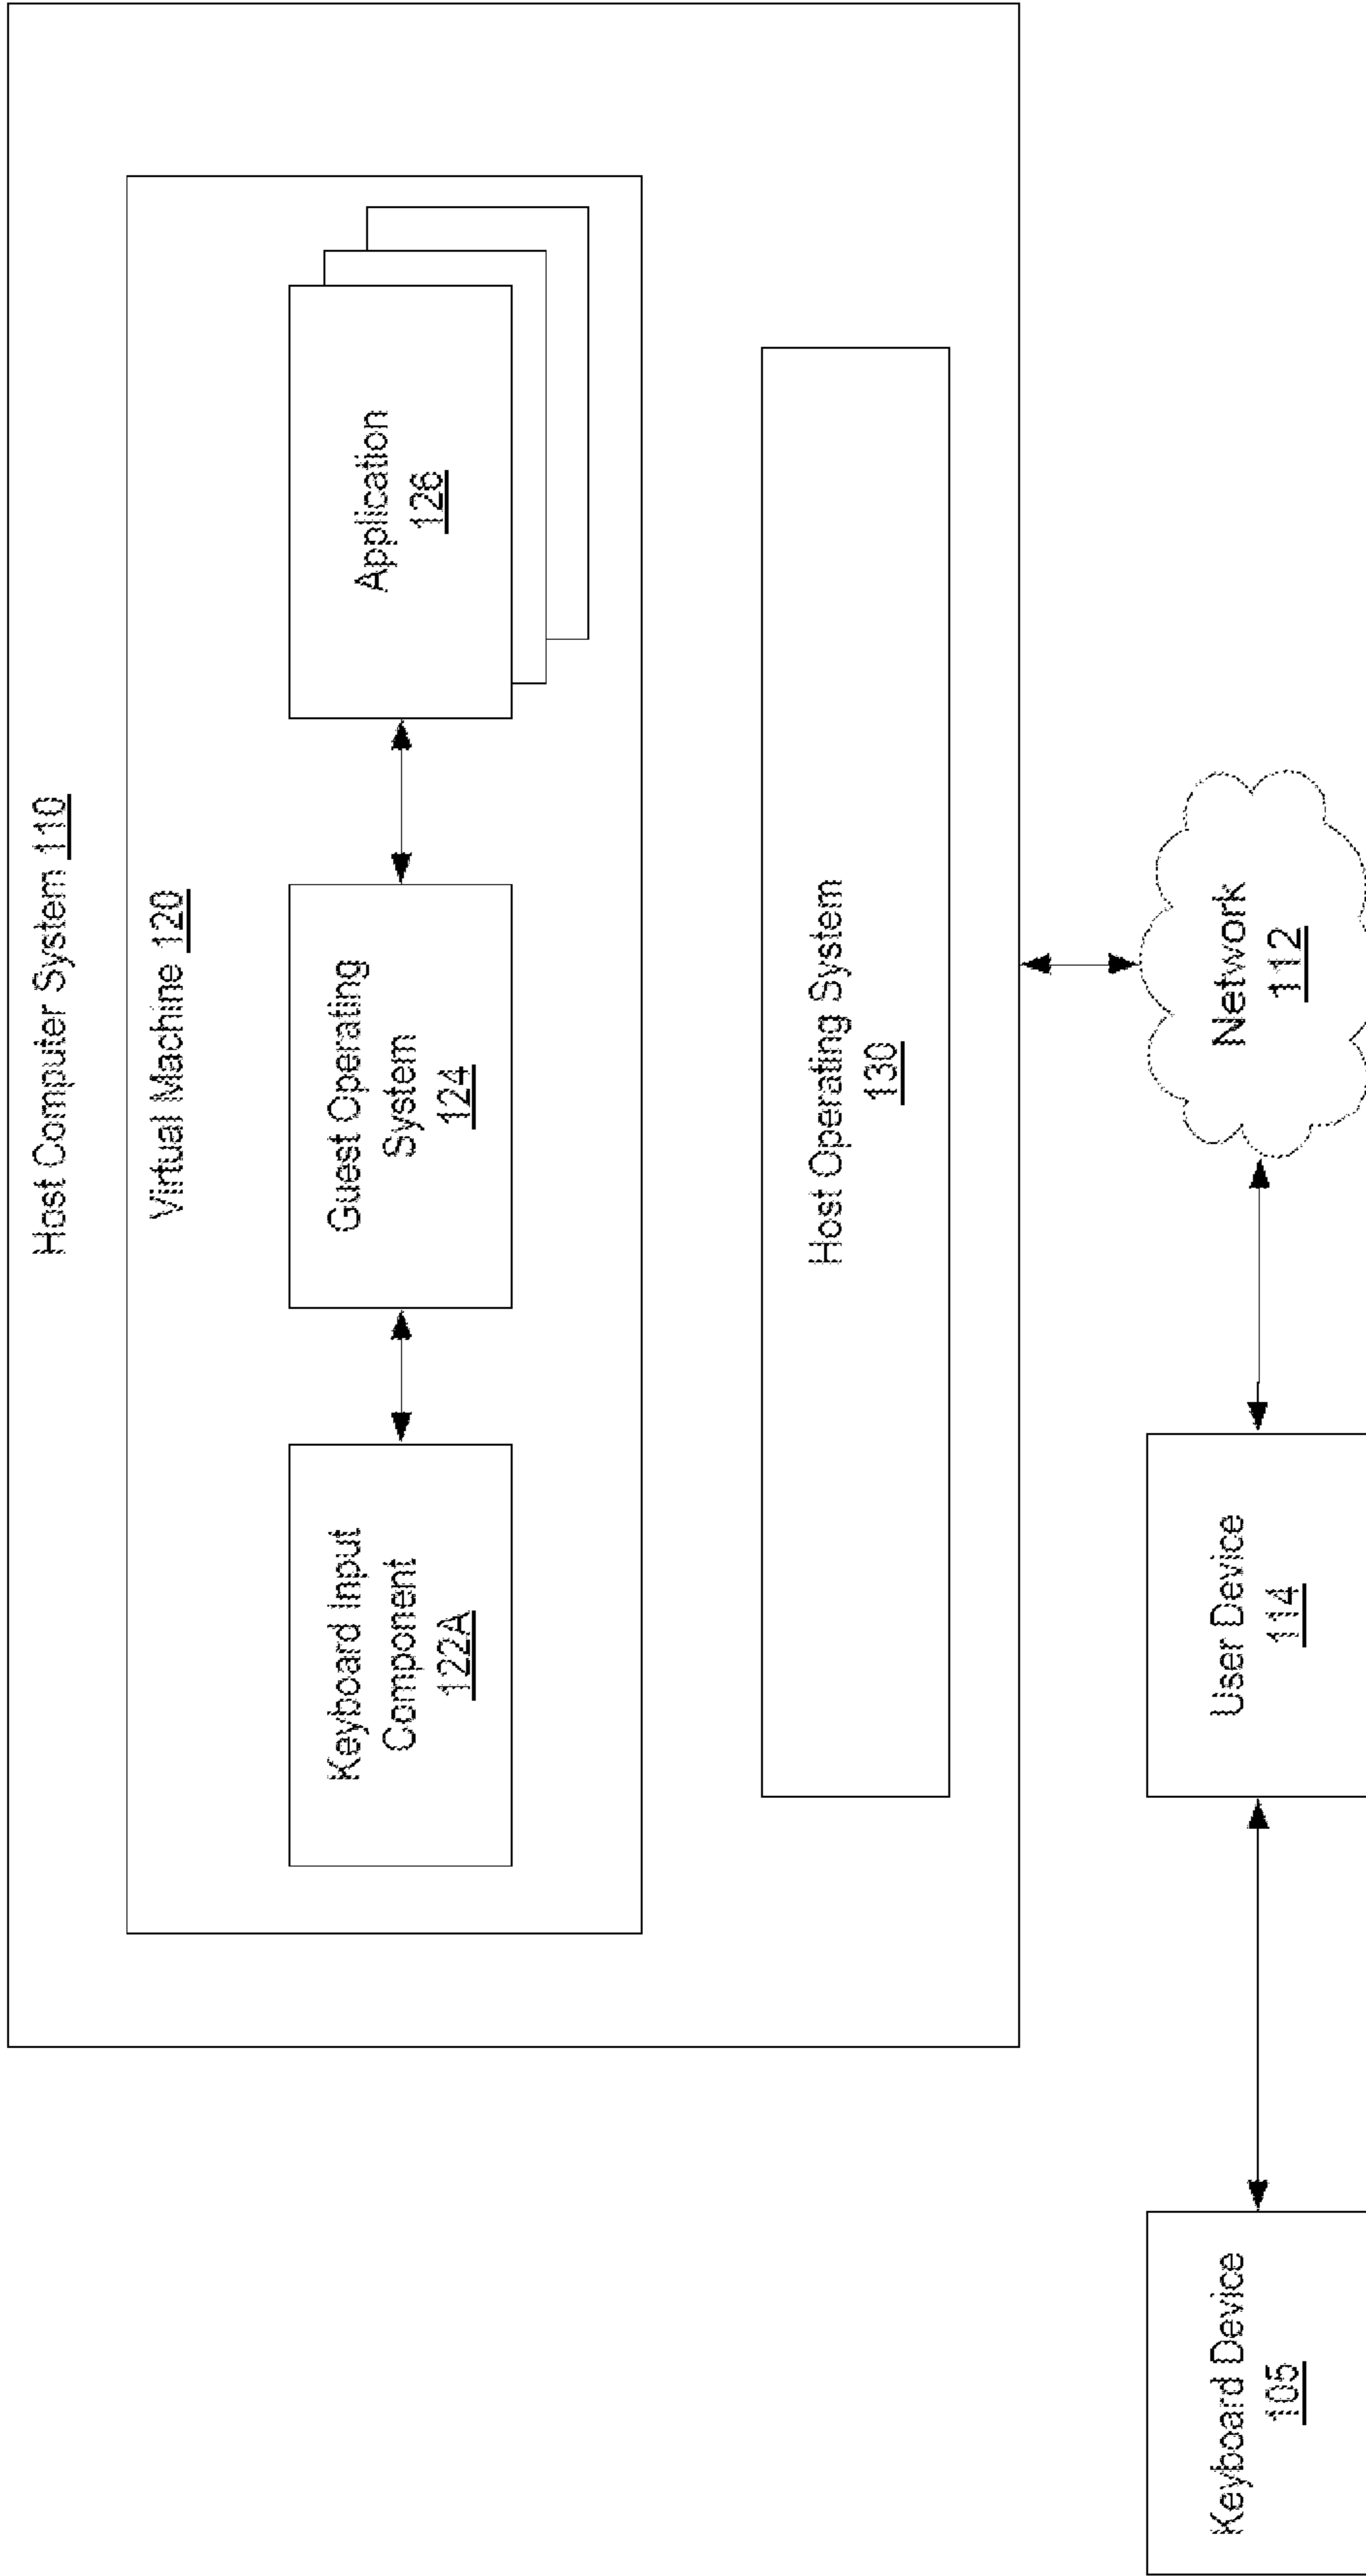 Host Computer System 110
Virtual Machine 120
Keyboard Input
Component
122A
Guest Operating
System
124
Application
126
Host Operating System
130
Keyboard Device
105
User Device
114
Network
112